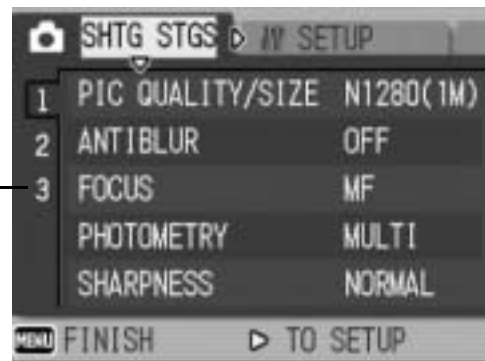 SHTG STGS SETUP
1 PIC QUALITY/SIZE N1280(1M)
2 ANTIBLUR OFF
3 FOCUS MF
PHOTOMETRY MULTI
SHARPNESS NORMAL
MENU FINISH TO SETUP